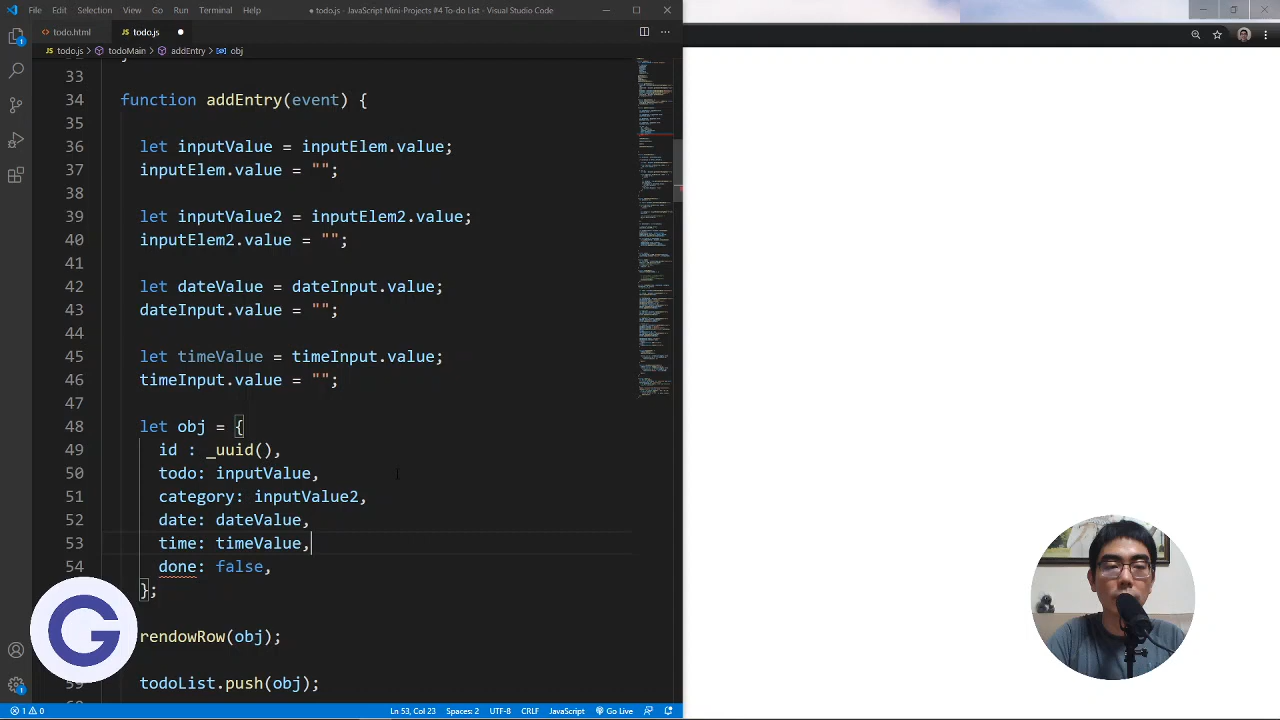 File Edit Selection View Go Run Terminal Help ● todo.js - JavaScript Mini-Projects #4 To do List - Visual Studio Code
todo.html
todo.js ●
todo.js > todoMain > addEntry > obj
33
34 function addEntry(event) {
35
36 let inputValue = inputElem.value;
37 inputElem.value = "";
38
39 let inputValue2 = inputElem2.value;
40 inputElem2.value = "";
41
42 let dateValue = dateInput.value;
43 dateInput.value = "";
44
45 let timeValue = timeInput.value;
46 timeInput.value = "";
47
48 let obj = {
49 id : _uuid(),
50 todo: inputValue,
51 category: inputValue2,
52 date: dateValue,
53 time: timeValue,
54 done: false,
};
rendowRow(obj);
59 todoList.push(obj);
1 0 Ln 53, Col 23 Spaces: 2 UTF-8 CRLF JavaScript Go Live
G